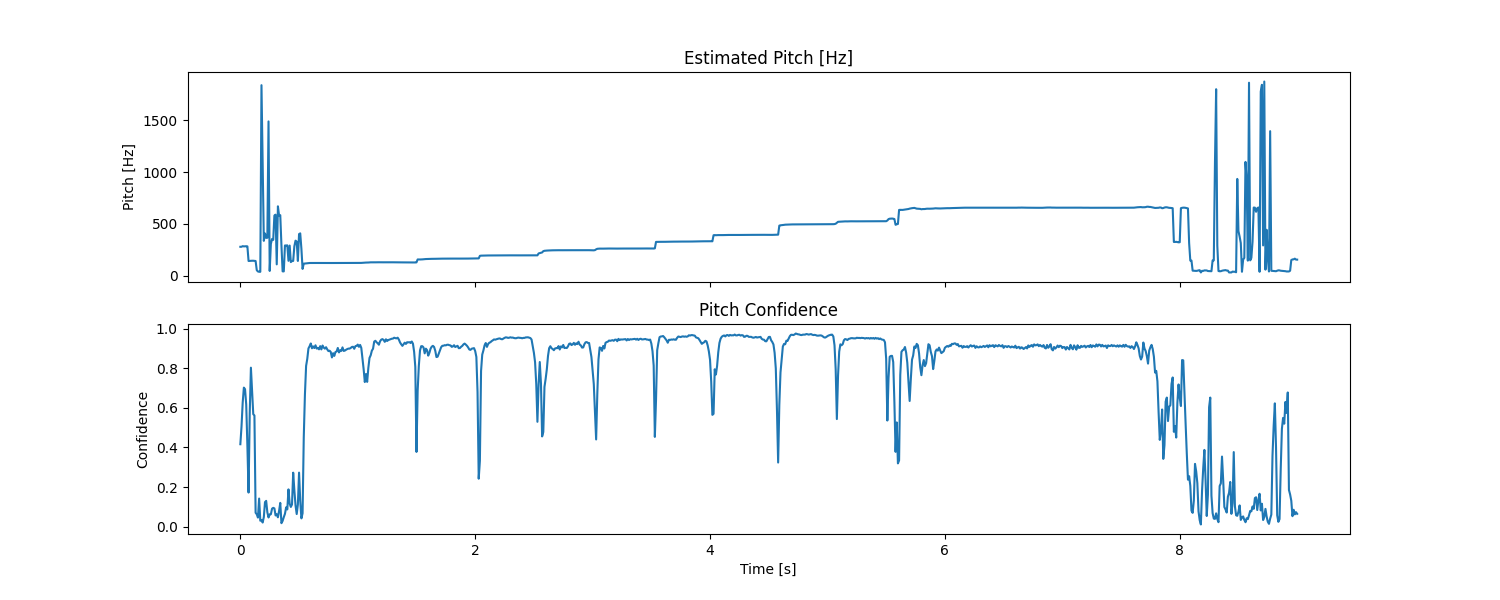 Estimated Pitch [Hz]
Pitch [Hz]
1500
1000
500
0
Pitch Confidence
Confidence
1.0
0.8
0.6
0.4
0.2
0.0
0 2 4 6 8
Time [s]